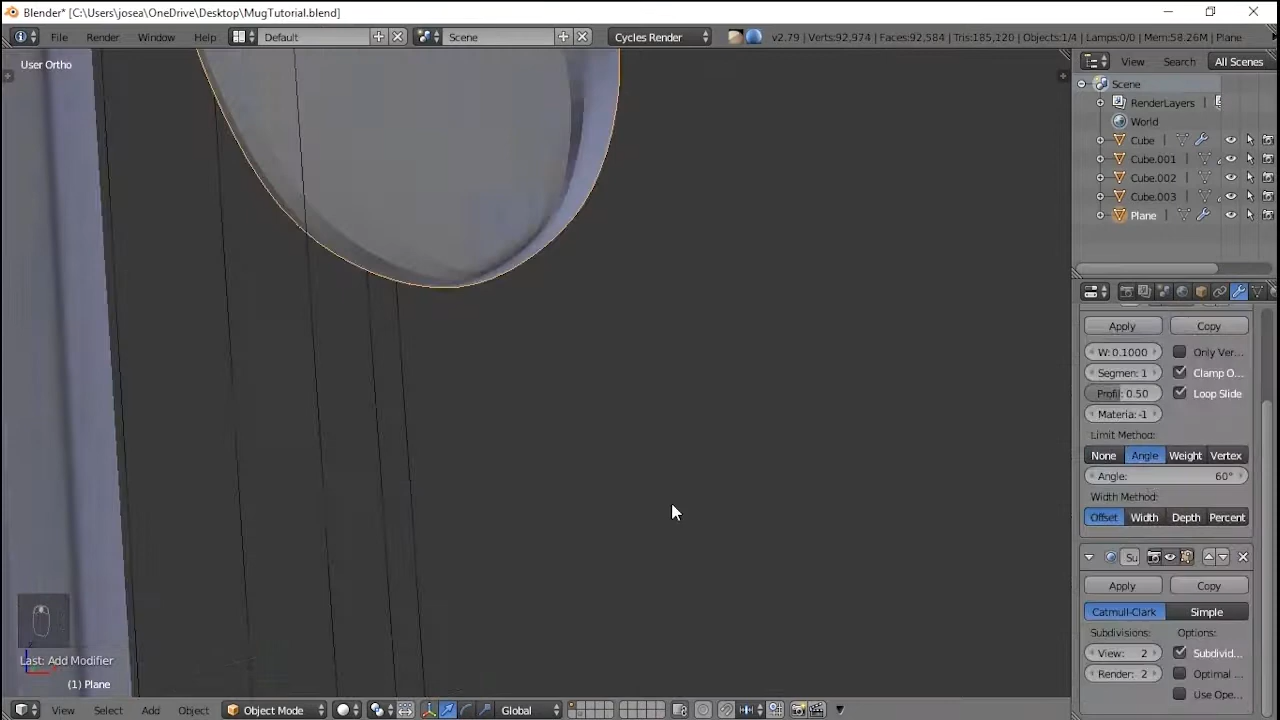 Blender* [C:\Users\josea\OneDrive\Desktop\MugTutorial.blend]
File Render Window Help Default Scene Cycles Render v2.79 | Verts:92,974 | Faces:92,584 | Tris:185,120 | Objects:1/4 | Lamps:0/0 | Mem:58.26M | Plane
User Ortho
View Search All Scenes
Scene
RenderLayers
World
Cube
Cube.001
Cube.002
Cube.003
Plane
Apply Copy
W: 0.1000 Only Ver...
Segmen: 1 Clamp O...
Profil: 0.50 Loop Slide
Materia: -1
Limit Method:
None Angle Weight Vertex
Angle: 60°
Width Method:
Offset Width Depth Percent
Su
Apply Copy
Catmull-Clark Simple
Subdivisions: Options:
View: 2 Subdivid...
Render: 2 Optimal ...
Use Ope...
Last: Add Modifier
(1) Plane
View Select Add Object Object Mode Global